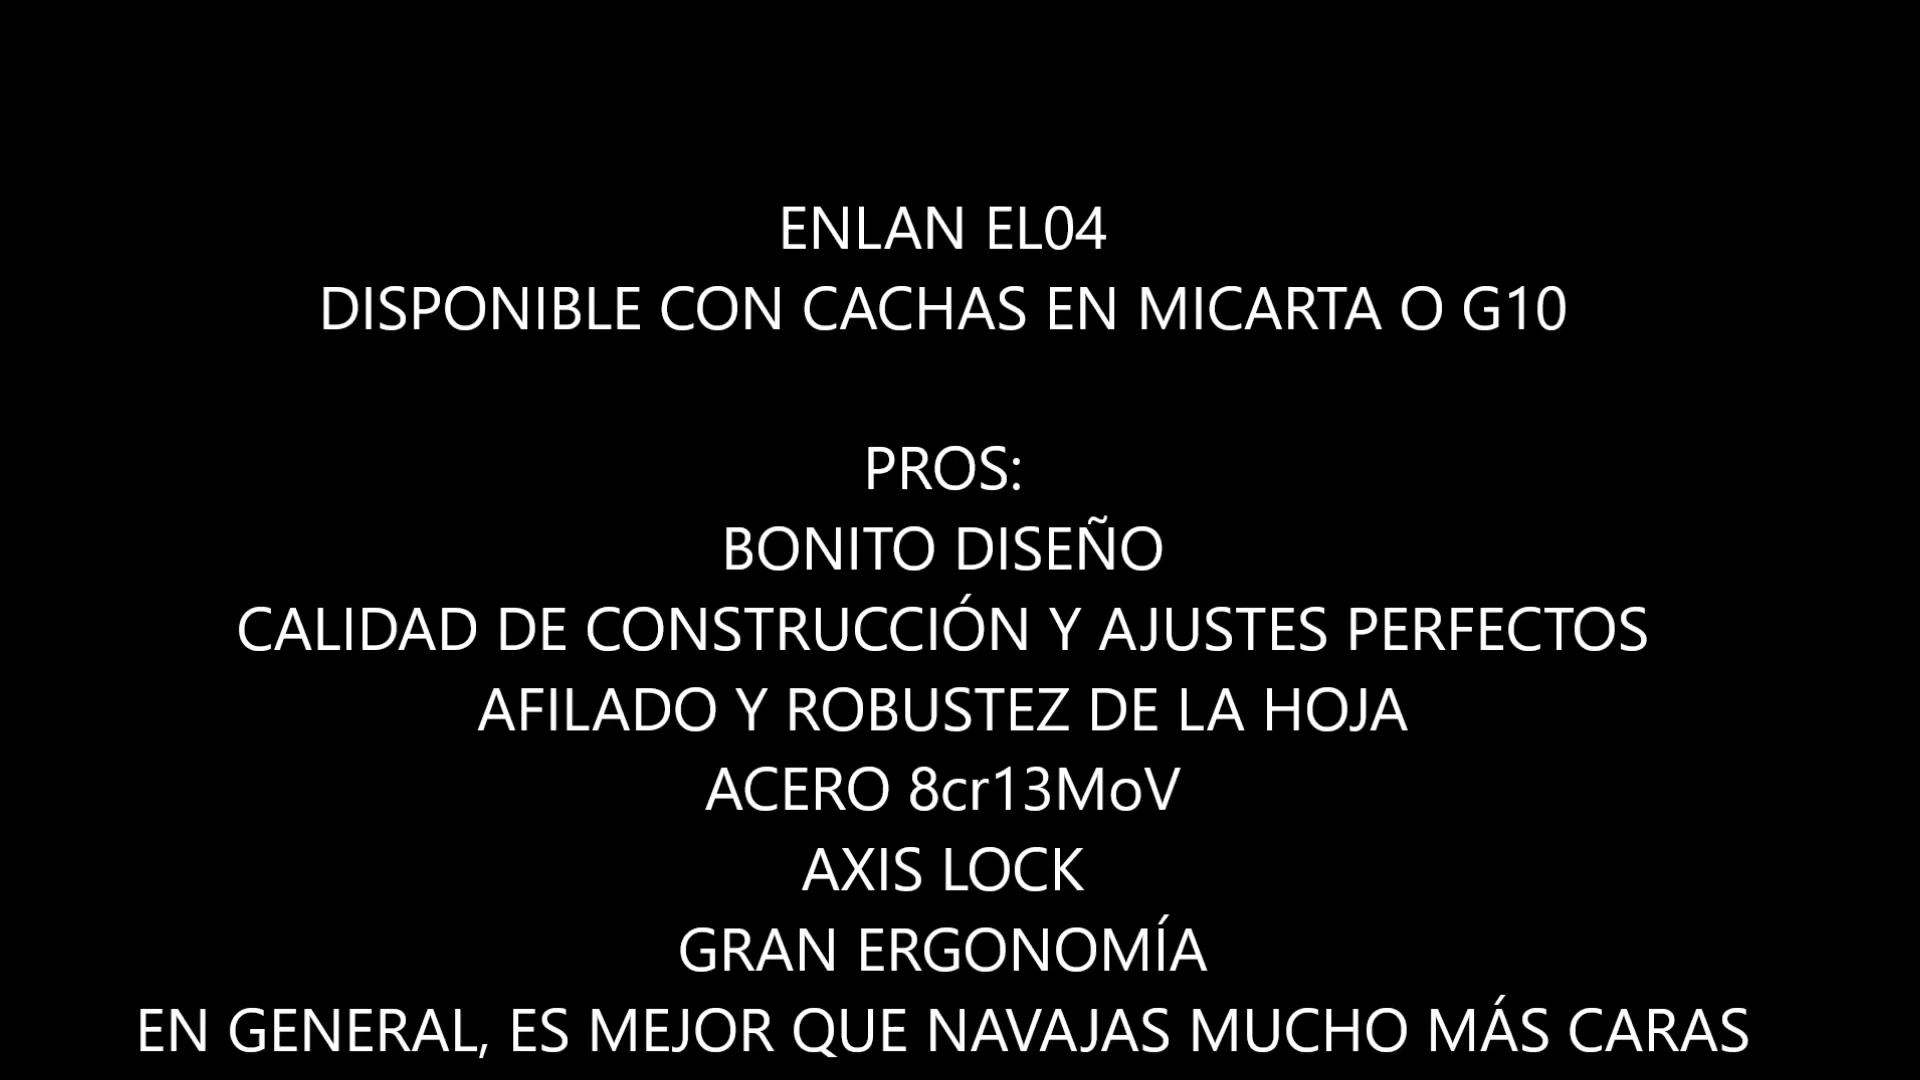 ENLAN EL04
DISPONIBLE CON CACHAS EN MICARTA O G10
PROS:
BONITO DISEÑO
CALIDAD DE CONSTRUCCIÓN Y AJUSTES PERFECTOS
AFILADO Y ROBUSTEZ DE LA HOJA
ACERO 8cr13MoV
AXIS LOCK
GRAN ERGONOMÍA
EN GENERAL, ES MEJOR QUE NAVAJAS MUCHO MÁS CARAS